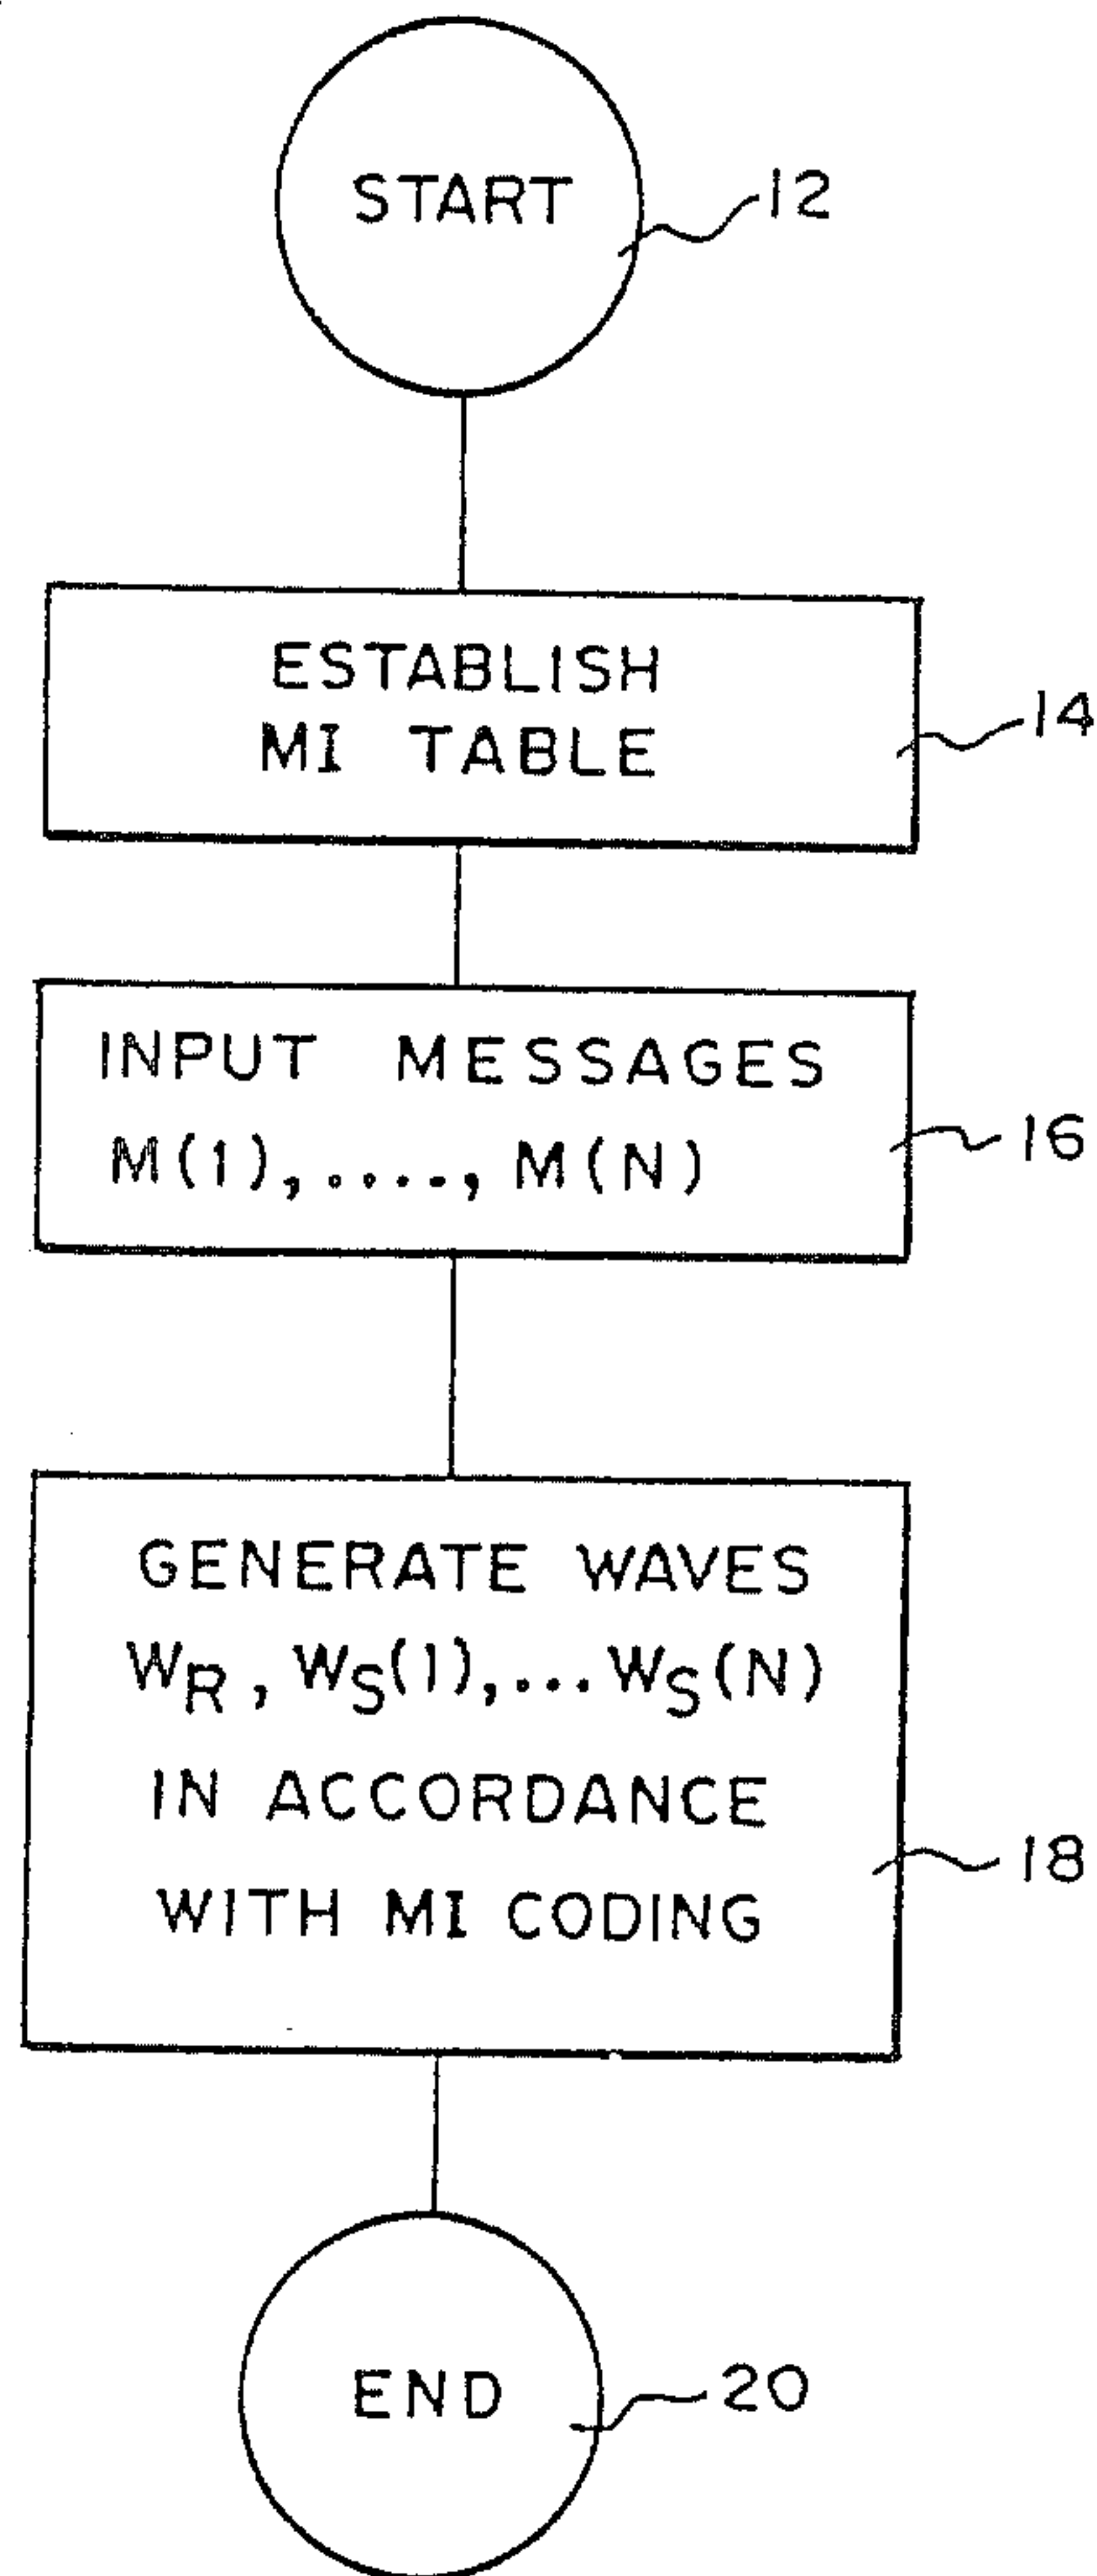 START
12
ESTABLISH
MI TABLE
14
INPUT MESSAGES
M(1),...., M(N)
16
GENERATE WAVES
WR, WS(1),...WS(N)
IN ACCORDANCE
WITH MI CODING
18
END
20